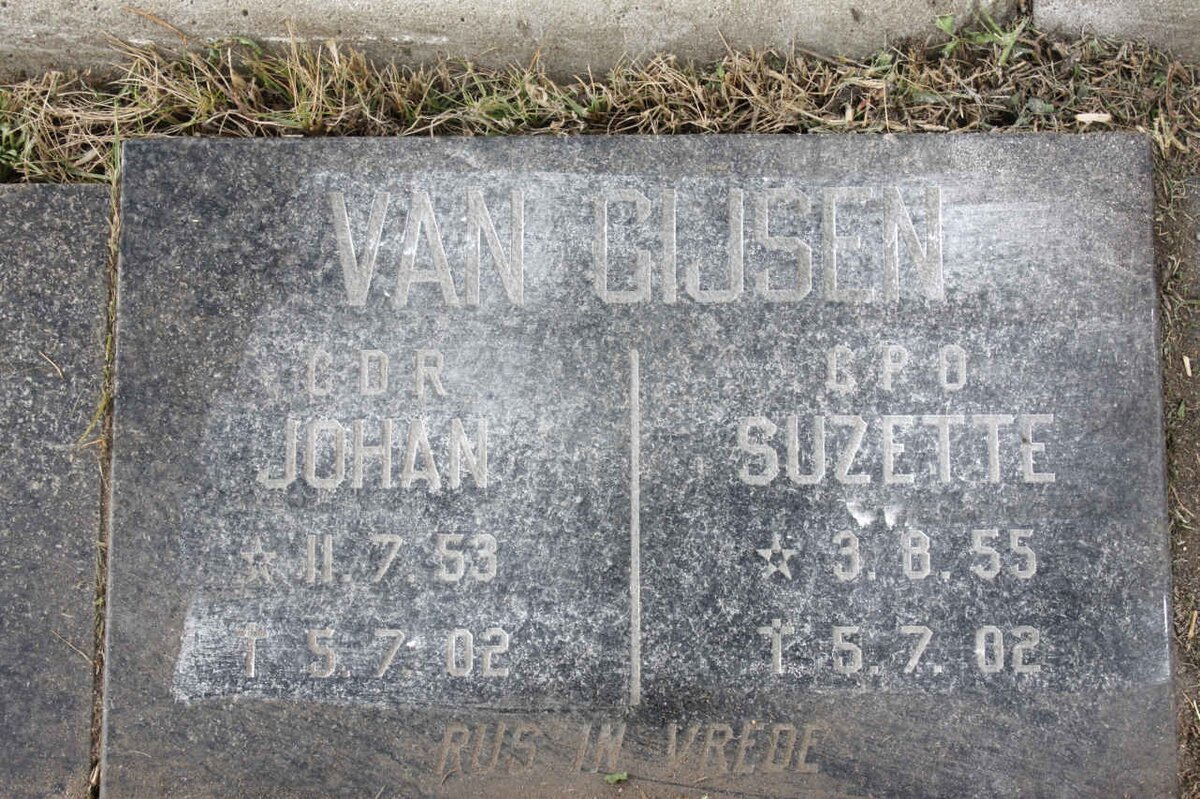 VAN GIJSEN
CDR
JOHAN
☆ 11.7.53
† 5.7.02
CPO
SUZETTE
☆ 3.8.55
† 5.7.02
RUS IN VREDE